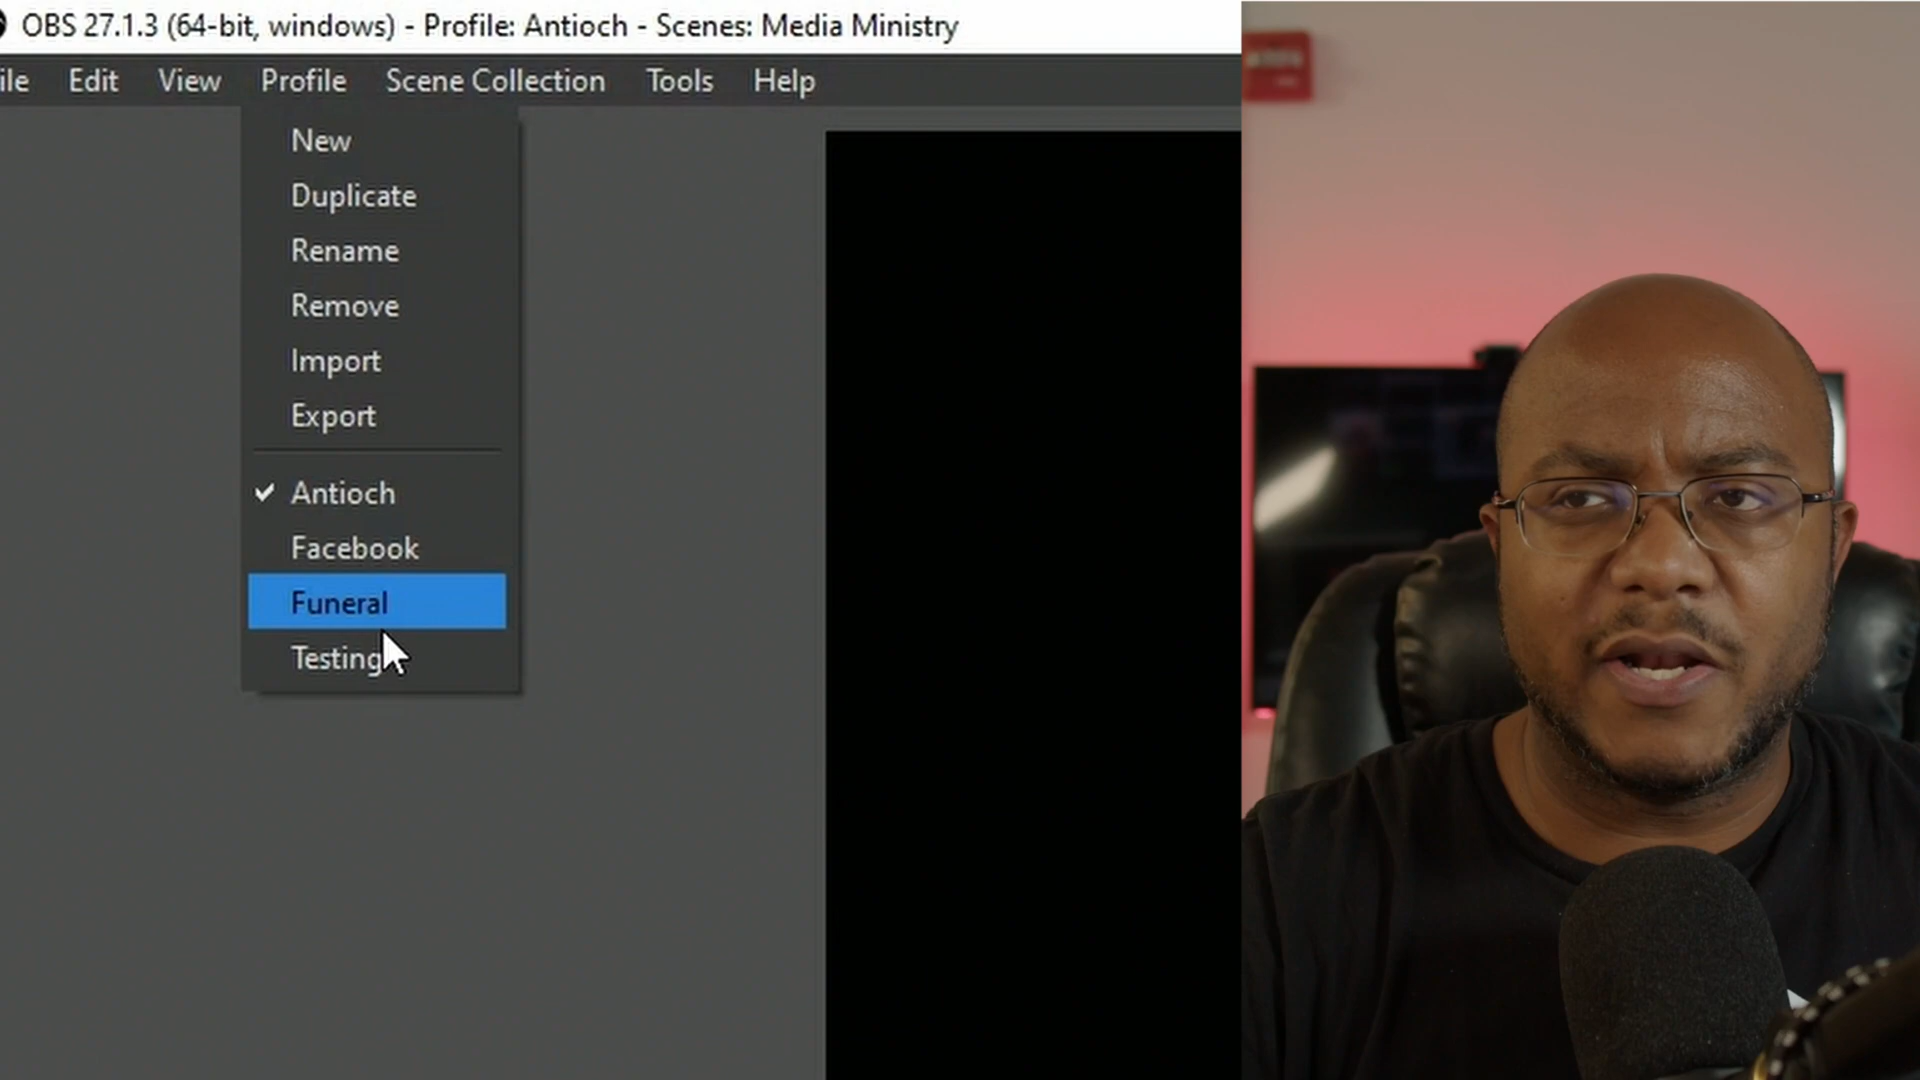 OBS 27.1.3 (64-bit, windows) - Profile: Antioch - Scenes: Media Ministry
ile Edit View Profile Scene Collection Tools Help
New
Duplicate
Rename
Remove
Import
Export
Antioch
Facebook
Funeral
Testing